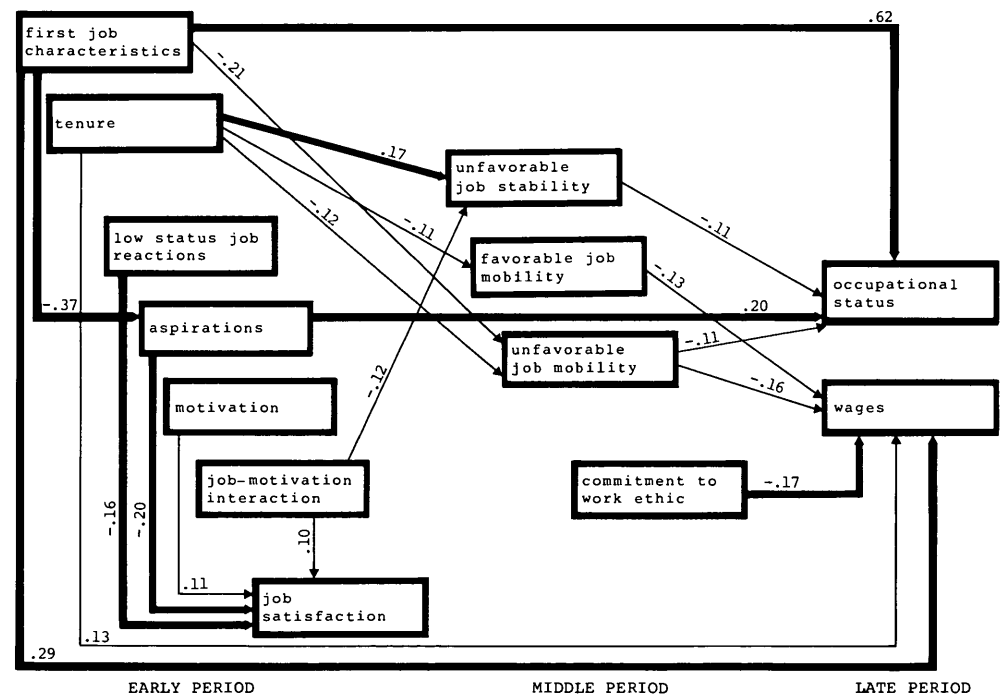 .62
first job
characteristics
-.21
tenure
.17
unfavorable
job stability
-.12
-.11
-.11
low status job
reactions
favorable job
mobility
-.13
occupational
status
-.37
.20
aspirations
unfavorable
job mobility
-.11
-.12
-.16
motivation
wages
job-motivation
interaction
commitment to
work ethic
-.17
-.16
-.20
.10
.11
job
satisfaction
.13
.29
EARLY PERIOD
MIDDLE PERIOD
LATE PERIOD